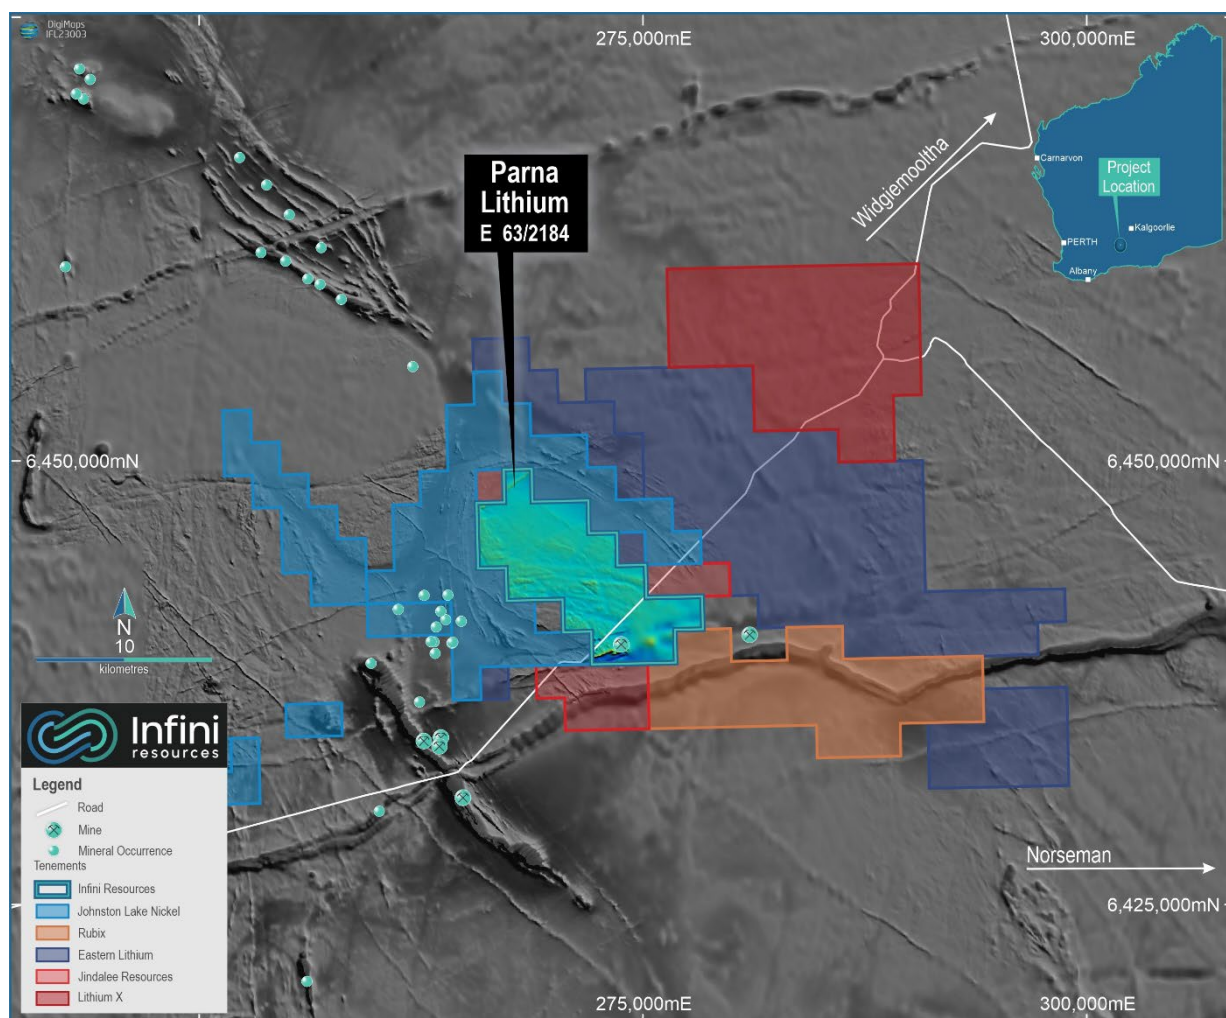 DigiMaps
IFL23003
275,000mE
300,000mE
Carnarvon
Project
Location
Kalgoorlie
PERTH
Albany
Widgiemooltha
Parna
Lithium
E 63/2184
6,450,000mN
6,450,000mN
N
10
kilometres
Infini
resources
Legend
Road
Mine
Mineral Occurrence
Tenements
Infini Resources
Johnston Lake Nickel
Rubix
Eastern Lithium
Jindalee Resources
Lithium X
Norseman
6,425,000mN
275,000mE
300,000mE